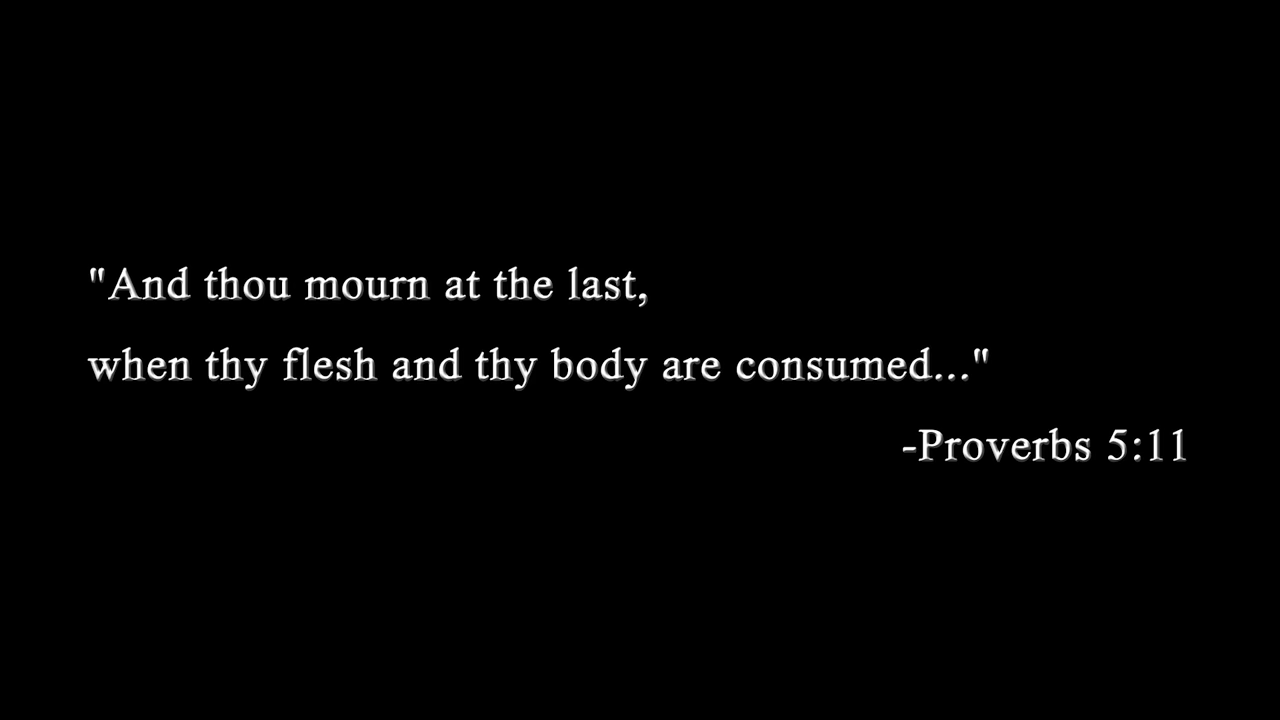 "And thou mourn at the last,
when thy flesh and thy body are consumed..."
-Proverbs 5:11